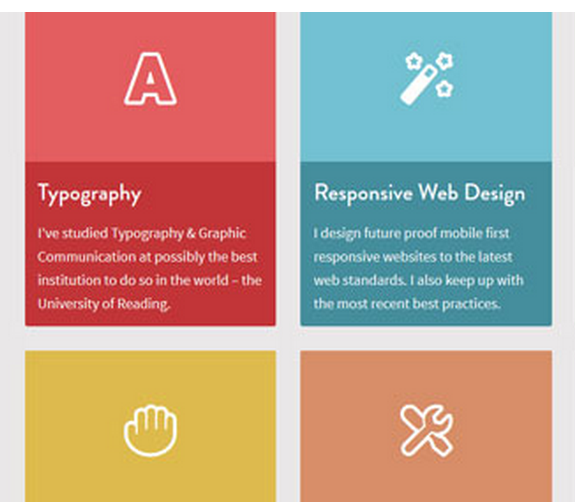 A
Typography
I've studied Typography & Graphic
Communication at possibly the best
institution to do so in the world – the
University of Reading.
Responsive Web Design
I design future proof mobile first
responsive websites to the latest
web standards. I also keep up with
the most recent best practices.